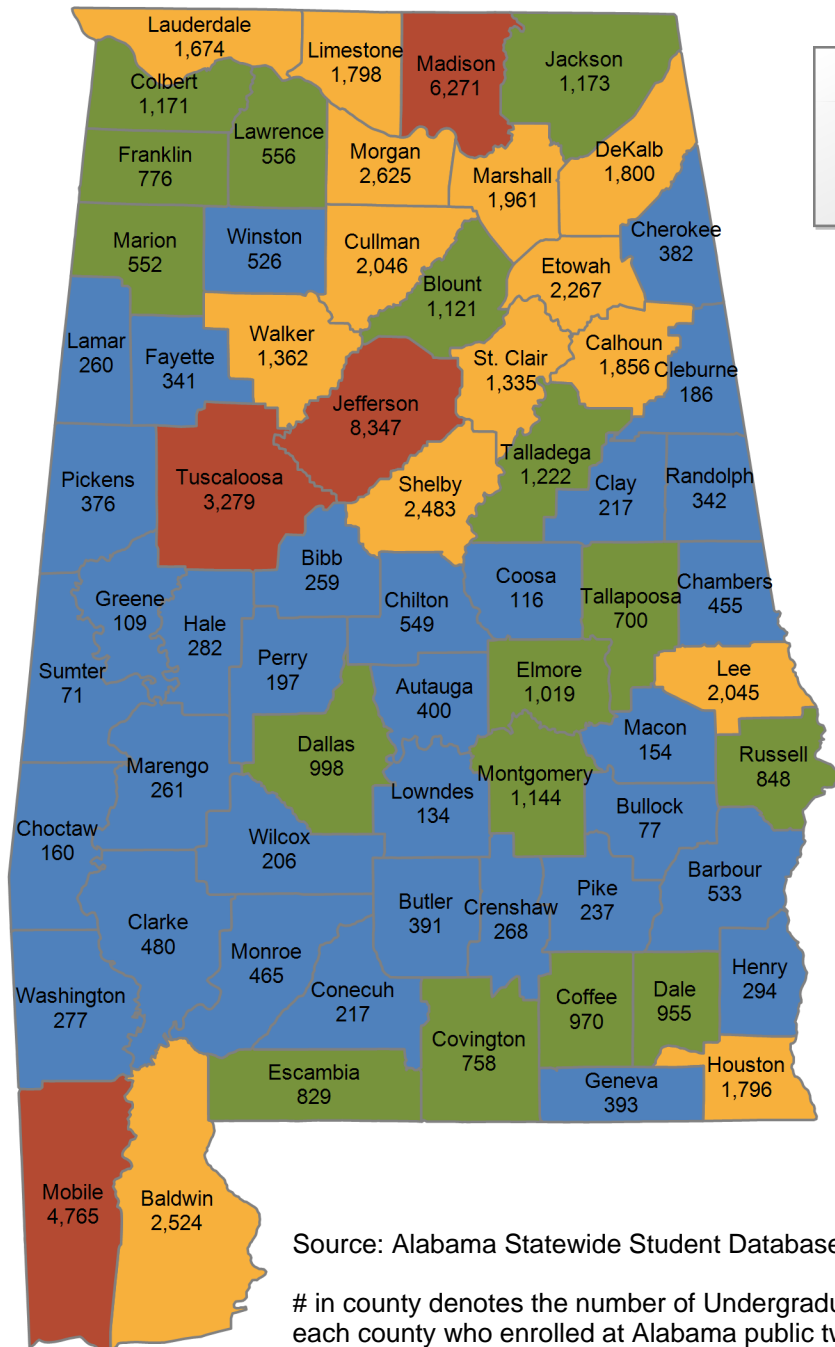 Lauderdale
1,674
Limestone
1,798
Madison
6,271
Jackson
1,173
Colbert
1,171
Lawrence
556
Franklin
776
Morgan
2,625
Marshall
1,961
DeKalb
1,800
Marion
552
Winston
526
Cullman
2,046
Cherokee
382
Blount
1,121
Etowah
2,267
Lamar
260
Fayette
341
Walker
1,362
St. Clair
1,335
Calhoun
1,856
Cleburne
186
Jefferson
8,347
Pickens
376
Tuscaloosa
3,279
Shelby
2,483
Talladega
1,222
Clay
217
Randolph
342
Bibb
259
Greene
109
Hale
282
Chilton
549
Coosa
116
Tallapoosa
700
Chambers
455
Sumter
71
Perry
197
Autauga
400
Elmore
1,019
Lee
2,045
Marengo
261
Dallas
998
Lowndes
134
Montgomery
1,144
Macon
154
Russell
848
Choctaw
160
Wilcox
206
Bullock
77
Clarke
480
Butler
391
Crenshaw
268
Pike
237
Barbour
533
Washington
277
Monroe
465
Conecuh
217
Covington
758
Coffee
970
Dale
955
Henry
294
Escambia
829
Geneva
393
Houston
1,796
Mobile
4,765
Baldwin
2,524
Source: Alabama Statewide Student Database
# in county denotes the number of Undergradu
each county who enrolled at Alabama public tw